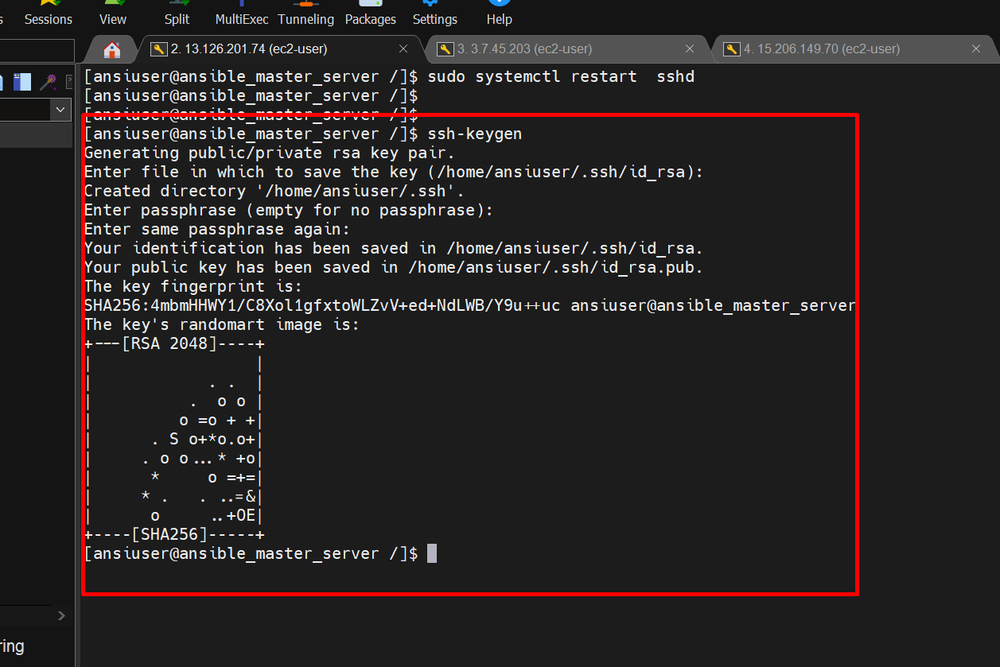 s Sessions View Split MultiExec Tunneling Packages Settings Help
2. 13.126.201.74 (ec2-user) 3. 3.7.45.203 (ec2-user) 4. 15.206.149.70 (ec2-user)
[ansiuser@ansible_master_server /]$ sudo systemctl restart  sshd
[ansiuser@ansible_master_server /]$
[ansiuser@ansible_master_server /]$
[ansiuser@ansible_master_server /]$ ssh-keygen
Generating public/private rsa key pair.
Enter file in which to save the key (/home/ansiuser/.ssh/id_rsa):
Created directory '/home/ansiuser/.ssh'.
Enter passphrase (empty for no passphrase):
Enter same passphrase again:
Your identification has been saved in /home/ansiuser/.ssh/id_rsa.
Your public key has been saved in /home/ansiuser/.ssh/id_rsa.pub.
The key fingerprint is:
SHA256:4mbmHHWY1/C8Xol1gfxtoWLZvV+ed+NdLWB/Y9u++uc ansiuser@ansible_master_server
The key's randomart image is:
+---[RSA 2048]----+
|                 |
|            . .  |
|          .  o o |
|         o =o + +|
|      . S o+*o.o+|
|     . o o...* +o|
|      *     o =+=|
|     * .   . ..=&|
|      o     ..+OE|
+----[SHA256]-----+
[ansiuser@ansible_master_server /]$
ring